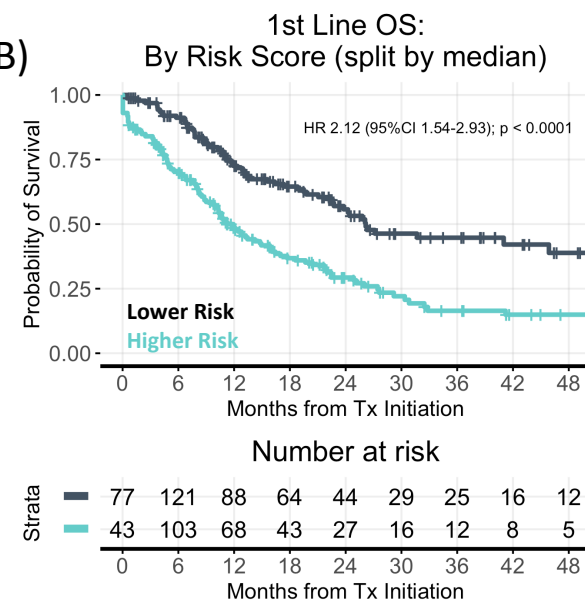 B)
1st Line OS:
By Risk Score (split by median)
Probability of Survival
1.00
0.75
0.50
0.25
0.00
HR 2.12 (95%CI 1.54-2.93); p < 0.0001
Lower Risk
Higher Risk
0 6 12 18 24 30 36 42 48
Months from Tx Initiation
Number at risk
Strata
77 121 88 64 44 29 25 16 12
43 103 68 43 27 16 12 8 5
0 6 12 18 24 30 36 42 48
Months from Tx Initiation